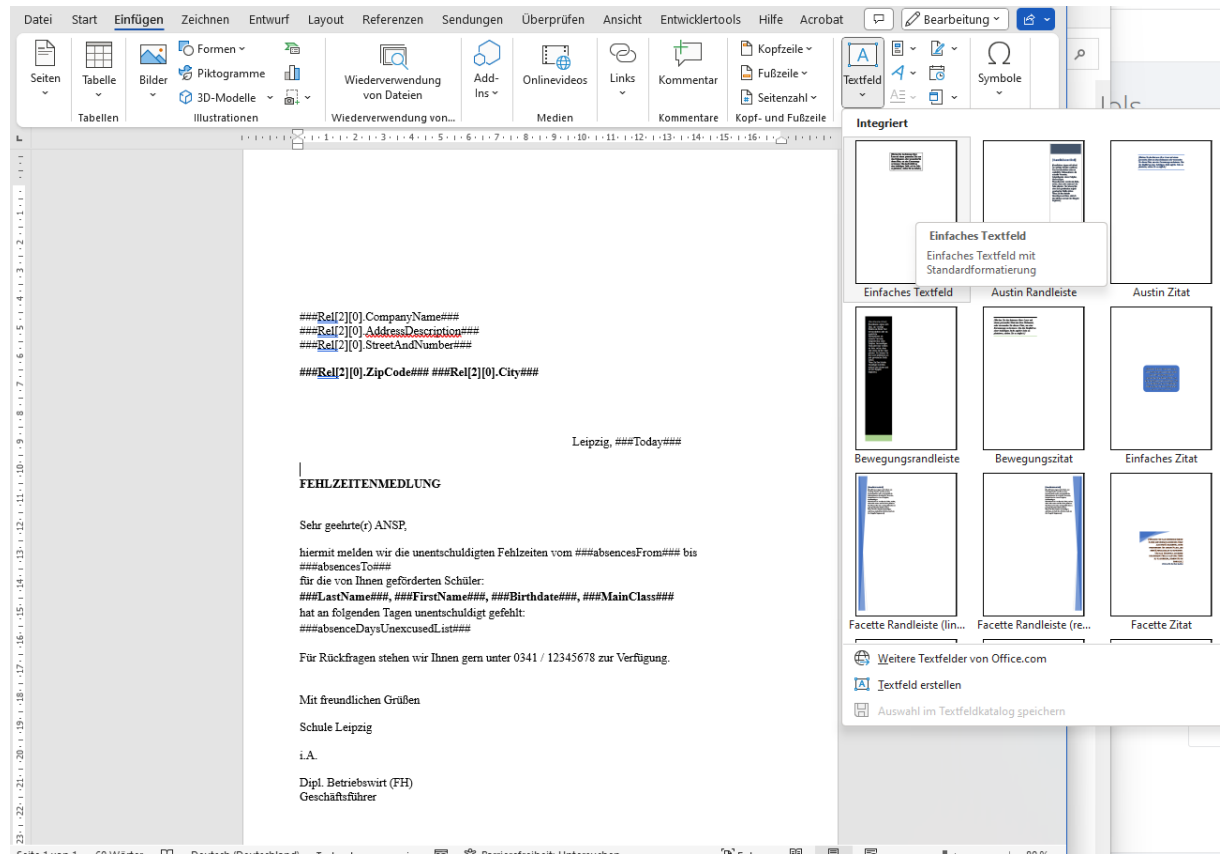 Datei Start Einfügen Zeichnen Entwurf Layout Referenzen Sendungen Überprüfen Ansicht Entwicklertools Hilfe Acrobat Bearbeitung
Seiten
Tabelle
Tabellen
Bilder
Formen
Piktogramme
3D-Modelle
Illustrationen
Wiederverwendung
von Dateien
Wiederverwendung von...
Add-
Ins
Onlinevideos
Medien
Links
Kommentar
Kommentare
Kopfzeile
Fußzeile
Seitenzahl
Kopf- und Fußzeile
Textfeld
Symbole
###Rel[2][0].CompanyName###
###Rel[2][0].AddressDescription###
###Rel[2][0].StreetAndNumber###
###Rel[2][0].ZipCode### ###Rel[2][0].City###
Leipzig, ###Today###
FEHLZEITENMEDLUNG
Sehr geehrte(r) ANSP,
hiermit melden wir die unentschuldigten Fehlzeiten vom ###absencesFrom### bis
###absencesTo###
für die von Ihnen geförderten Schüler:
###LastName###, ###FirstName###, ###Birthdate###, ###MainClass###
hat an folgenden Tagen unentschuldigt gefehlt:
###absenceDaysUnexcusedList###
Für Rückfragen stehen wir Ihnen gern unter 0341 / 12345678 zur Verfügung.
Mit freundlichen Grüßen
Schule Leipzig
i.A.
Dipl. Betriebswirt (FH)
Geschäftsführer
Integriert
Einfaches Textfeld
Einfaches Textfeld mit
Standardformatierung
Einfaches Textfeld Austin Randleiste Austin Zitat
Bewegungsrandleiste Bewegungszitat Einfaches Zitat
Facette Randleiste (lin... Facette Randleiste (re... Facette Zitat
Weitere Textfelder von Office.com
Textfeld erstellen
Auswahl im Textfeldkatalog speichern